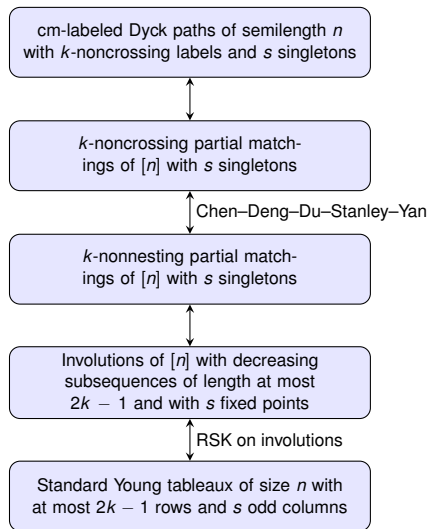 cm-labeled Dyck paths of semilength n
with k-noncrossing labels and s singletons
k-noncrossing partial match-
ings of [n] with s singletons
Chen–Deng–Du–Stanley–Yan
k-nonnesting partial match-
ings of [n] with s singletons
Involutions of [n] with decreasing
subsequences of length at most
2k − 1 and with s fixed points
RSK on involutions
Standard Young tableaux of size n with
at most 2k − 1 rows and s odd columns